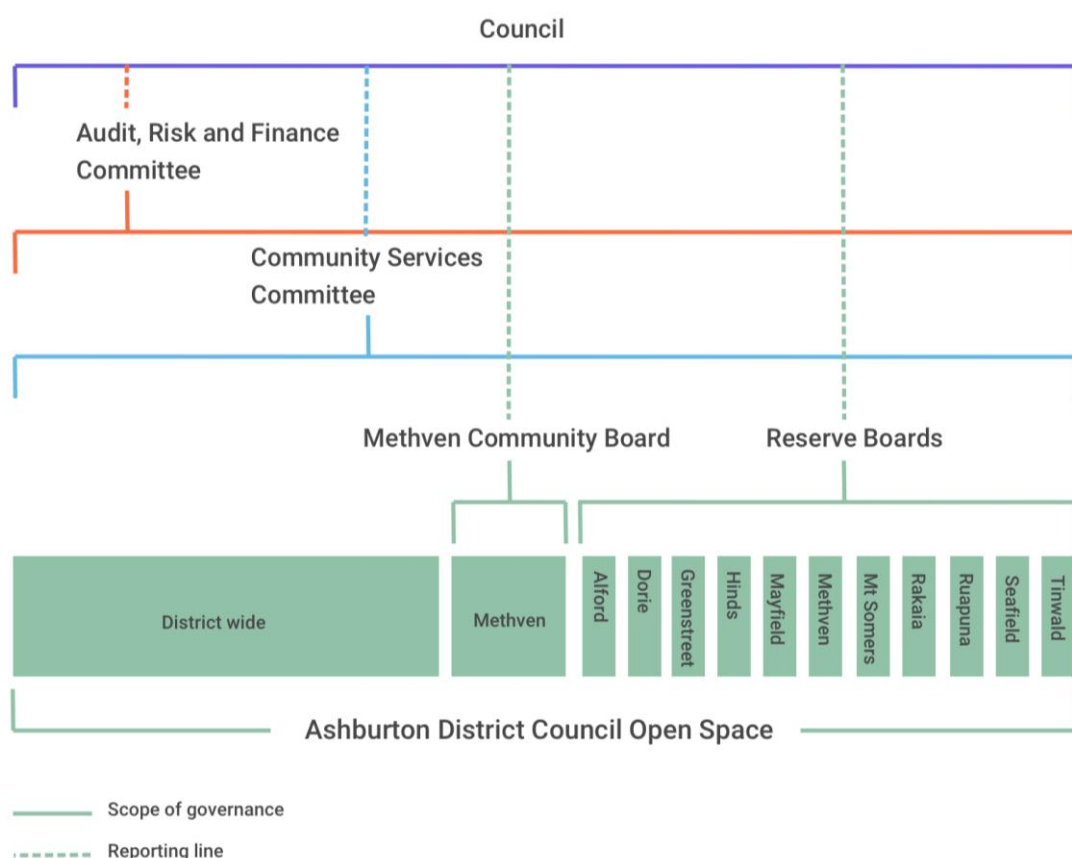 Council
Audit, Risk and Finance
Committee
Community Services
Committee
Methven Community Board
Reserve Boards
District wide
Methven
Alford
Dorie
Greenstreet
Hinds
Mayfield
Methven
Mt Somers
Rakaia
Ruapuna
Seafield
Tinwald
Ashburton District Council Open Space
Scope of governance
Reporting line